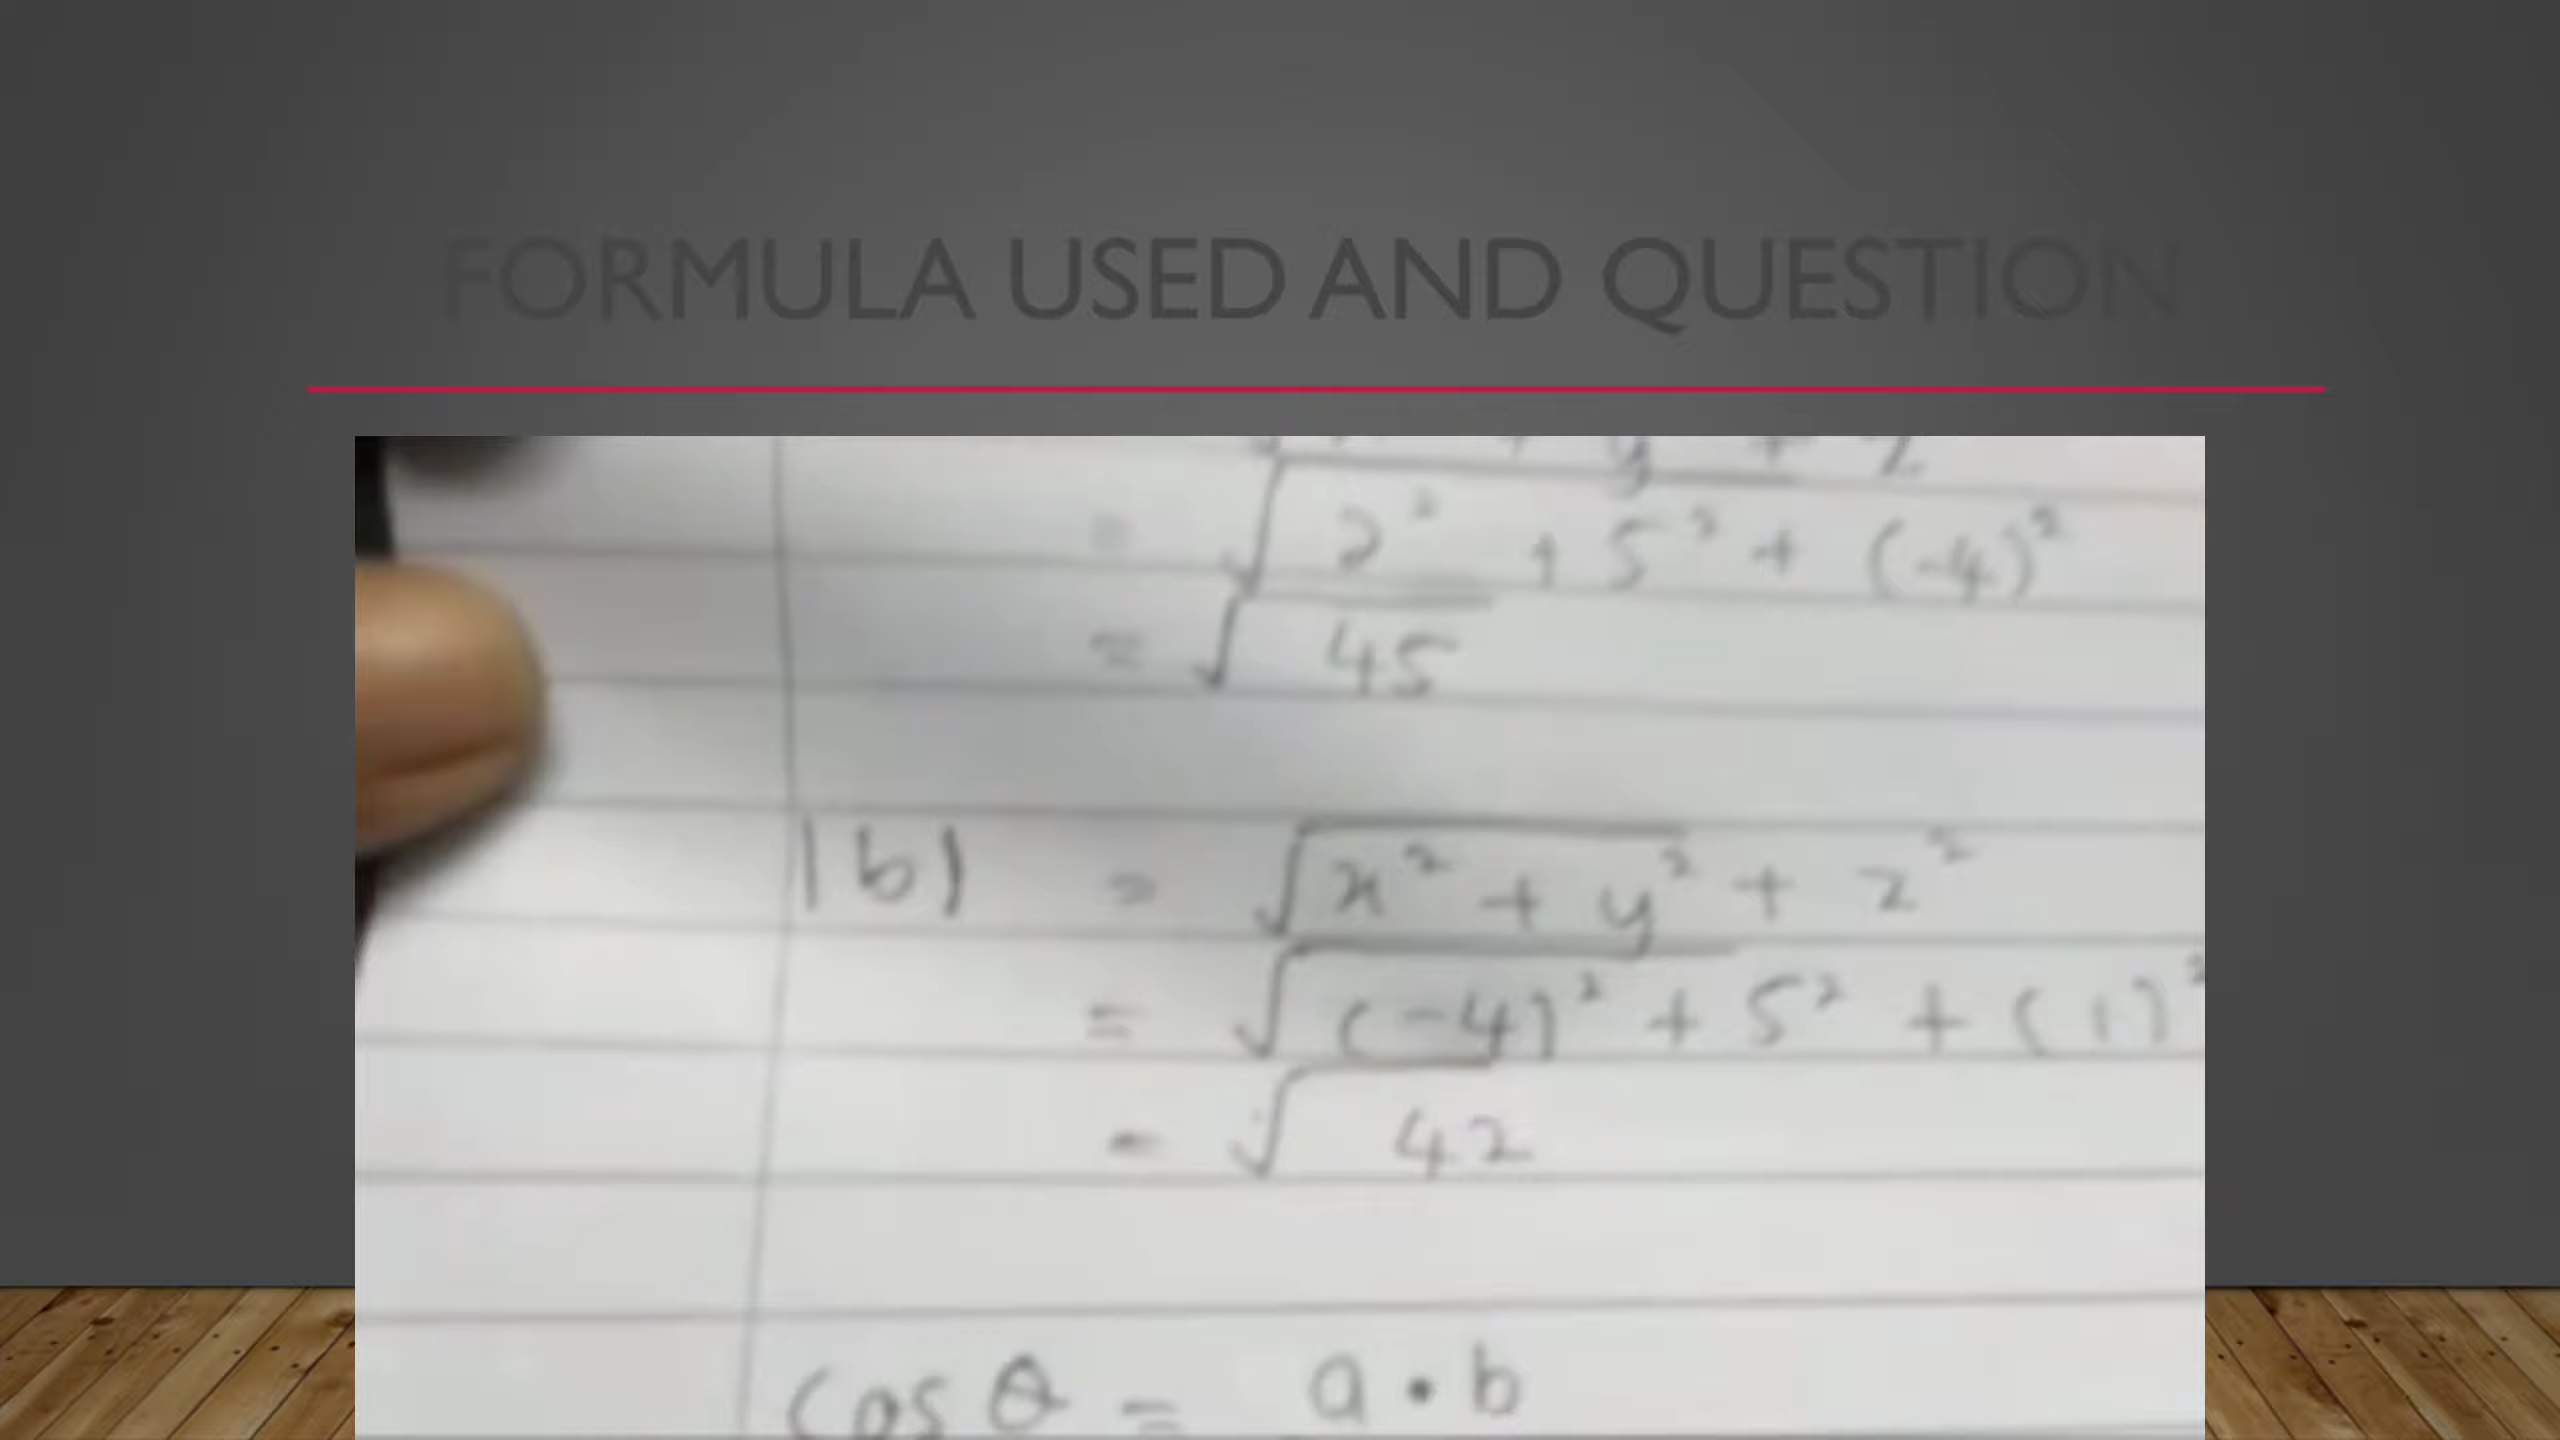 FORMULA USED AND QUESTION
= √2² + 5² + (-4)²
= √45
|b| = √x² + y² + z²
= √(-4)² + 5² + (1)²
= √42
cos θ = a • b